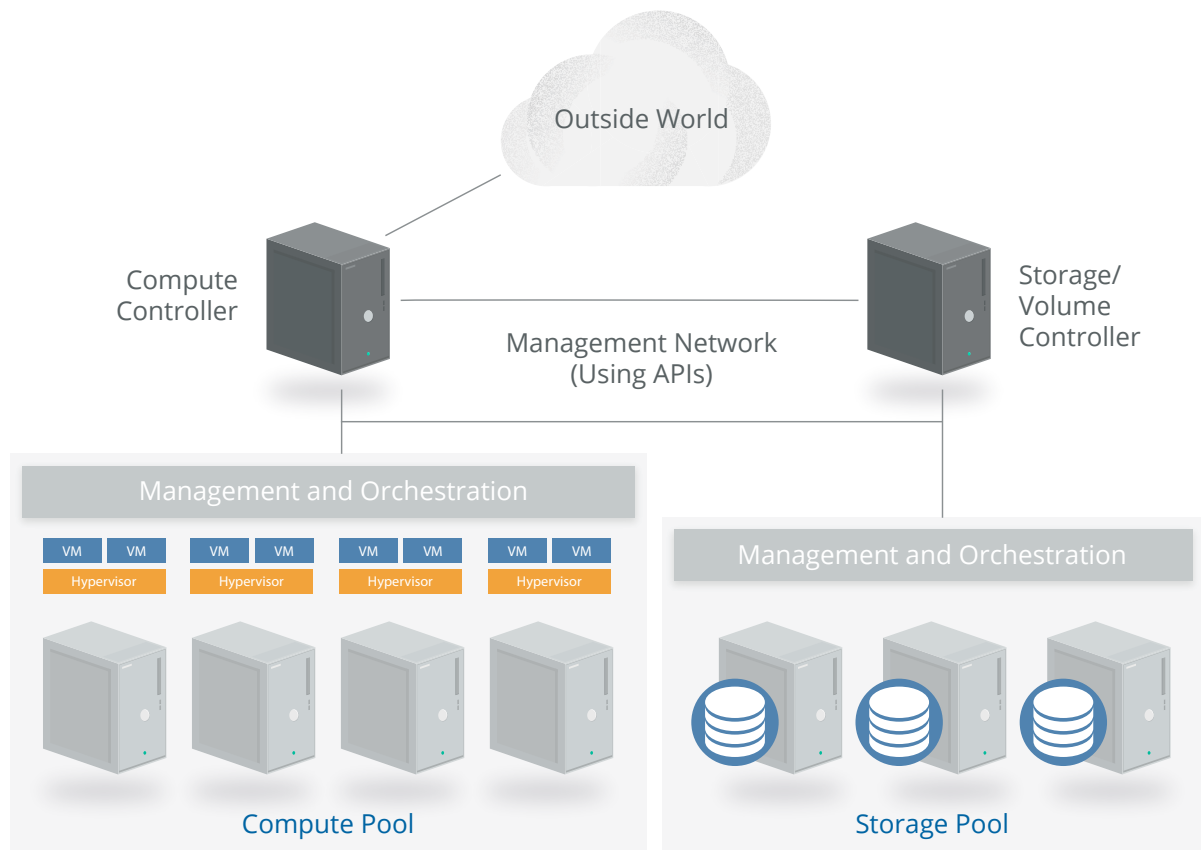 Outside World
Compute
Controller
Storage/
Volume
Controller
Management Network
(Using APIs)
Management and Orchestration
VM VM VM VM VM VM VM VM
Hypervisor Hypervisor Hypervisor Hypervisor
Compute Pool
Management and Orchestration
Storage Pool